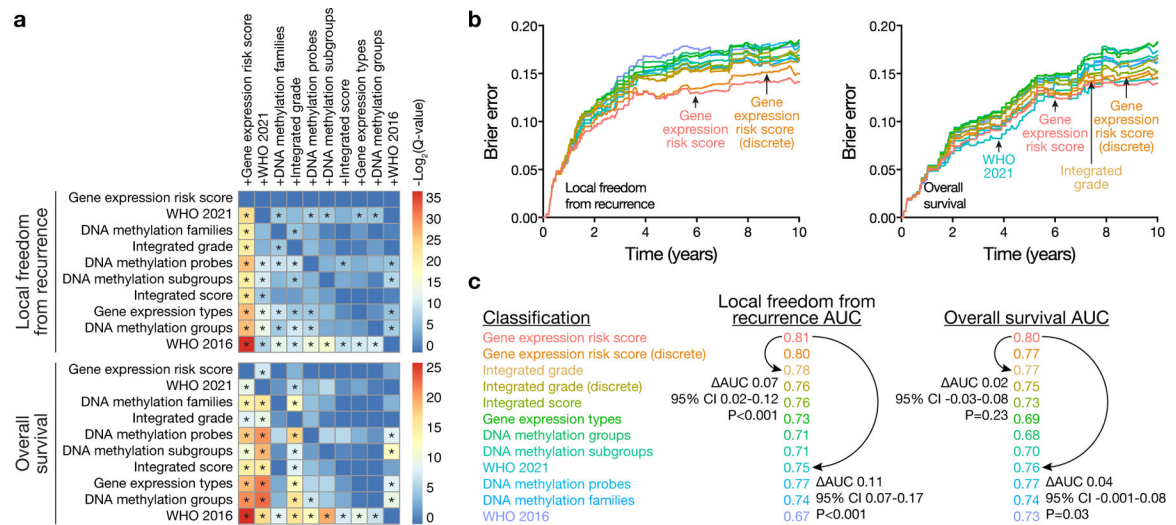 a
+Gene expression risk score
+WHO 2021
+DNA methylation families
+Integrated grade
+DNA methylation probes
+DNA methylation subgroups
+Integrated score
+Gene expression types
+DNA methylation groups
+WHO 2016
-Log2(Q-value)
Local freedom
from recurrence
Gene expression risk score
WHO 2021
DNA methylation families
Integrated grade
DNA methylation probes
DNA methylation subgroups
Integrated score
Gene expression types
DNA methylation groups
WHO 2016
35
30
25
20
15
10
5
0
Overall
survival
Gene expression risk score
WHO 2021
DNA methylation families
Integrated grade
DNA methylation probes
DNA methylation subgroups
Integrated score
Gene expression types
DNA methylation groups
WHO 2016
25
20
15
10
5
0
b
Brier error
0.20
0.15
0.10
0.05
0.00
Gene
expression
risk score
Gene
expression
risk score
(discrete)
Local freedom
from recurrence
0 2 4 6 8 10
Time (years)
Brier error
0.20
0.15
0.10
0.05
0.00
WHO
2021
Gene
expression
risk score
Integrated
grade
Gene
expression
risk score
(discrete)
Overall
survival
0 2 4 6 8 10
Time (years)
c
Classification
Local freedom from
recurrence AUC
Overall survival AUC
Gene expression risk score 0.81 0.80
Gene expression risk score (discrete) 0.80 0.77
Integrated grade 0.78 0.77
Integrated grade (discrete) 0.76 0.75
Integrated score 0.76 0.73
Gene expression types 0.73 0.69
DNA methylation groups 0.71 0.68
DNA methylation subgroups 0.71 0.70
WHO 2021 0.75 0.76
DNA methylation probes 0.77 0.77
DNA methylation families 0.74 0.74
WHO 2016 0.67 0.73
ΔAUC 0.07
95% CI 0.02-0.12
P<0.001
ΔAUC 0.11
95% CI 0.07-0.17
P<0.001
ΔAUC 0.02
95% CI -0.03-0.08
P=0.23
ΔAUC 0.04
95% CI -0.001-0.08
P=0.03